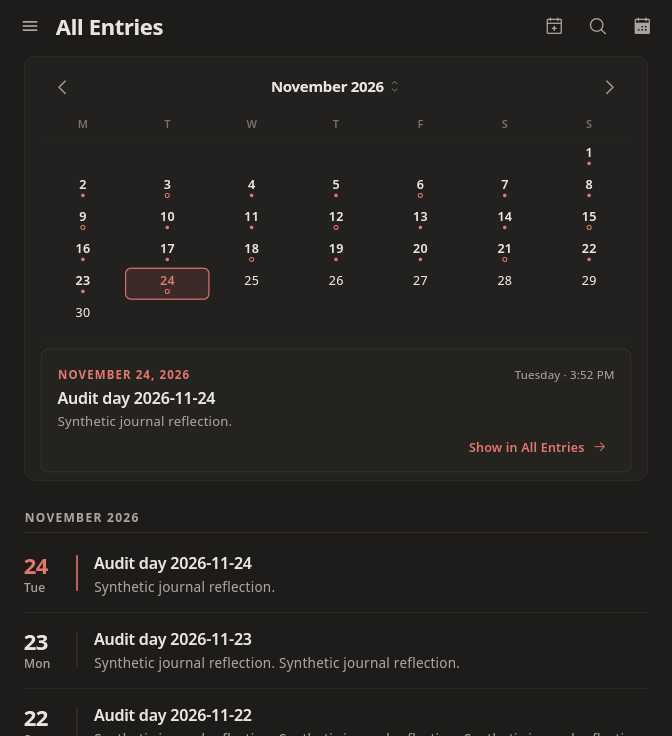 All Entries
November 2026
M T W T F S S
1
2 3 4 5 6 7 8
9 10 11 12 13 14 15
16 17 18 19 20 21 22
23 24 25 26 27 28 29
30
NOVEMBER 24, 2026 Tuesday · 3:52 PM
Audit day 2026-11-24
Synthetic journal reflection.
Show in All Entries →
NOVEMBER 2026
24 Audit day 2026-11-24
Tue Synthetic journal reflection.
23 Audit day 2026-11-23
Mon Synthetic journal reflection. Synthetic journal reflection.
22 Audit day 2026-11-22